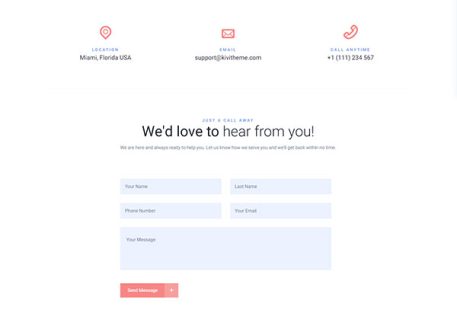 LOCATION
Miami, Florida USA
EMAIL
support@kivitheme.com
CALL ANYTIME
+1 (111) 234 567
JUST A CALL AWAY
We'd love to hear from you!
We are here and always ready to help you. Let us know how we serve you and we'll get back within no time.
Your Name
Last Name
Phone Number
Your Email
Your Message
Send Message +